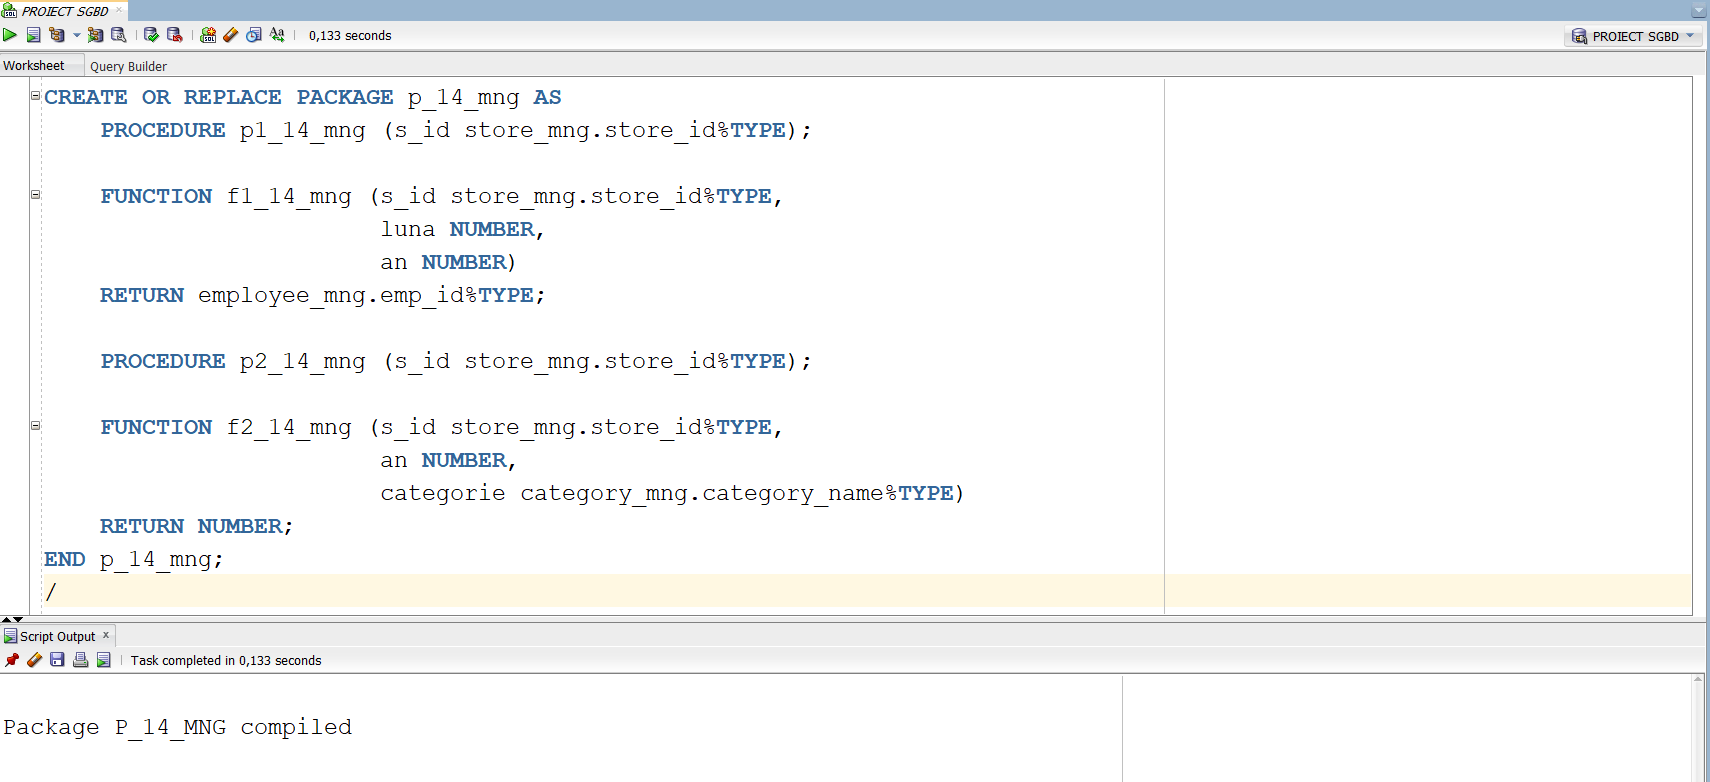 PROIECT SGBD
0,133 seconds
PROIECT SGBD
Worksheet Query Builder
CREATE OR REPLACE PACKAGE p_14_mng AS
    PROCEDURE p1_14_mng (s_id store_mng.store_id%TYPE);
    FUNCTION f1_14_mng (s_id store_mng.store_id%TYPE,
                        luna NUMBER,
                        an NUMBER)
    RETURN employee_mng.emp_id%TYPE;
    PROCEDURE p2_14_mng (s_id store_mng.store_id%TYPE);
    FUNCTION f2_14_mng (s_id store_mng.store_id%TYPE,
                        an NUMBER,
                        categorie category_mng.category_name%TYPE)
    RETURN NUMBER;
END p_14_mng;
/
Script Output x
Task completed in 0,133 seconds
Package P_14_MNG compiled